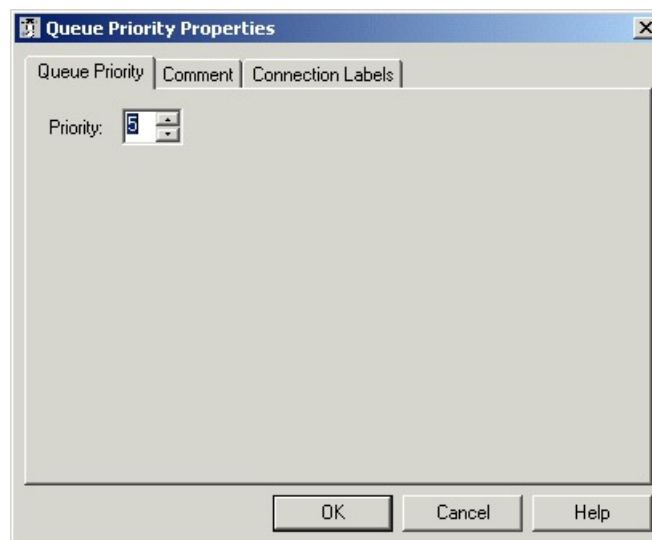 Queue Priority Properties
Queue Priority Comment Connection Labels
Priority: 5
OK Cancel Help